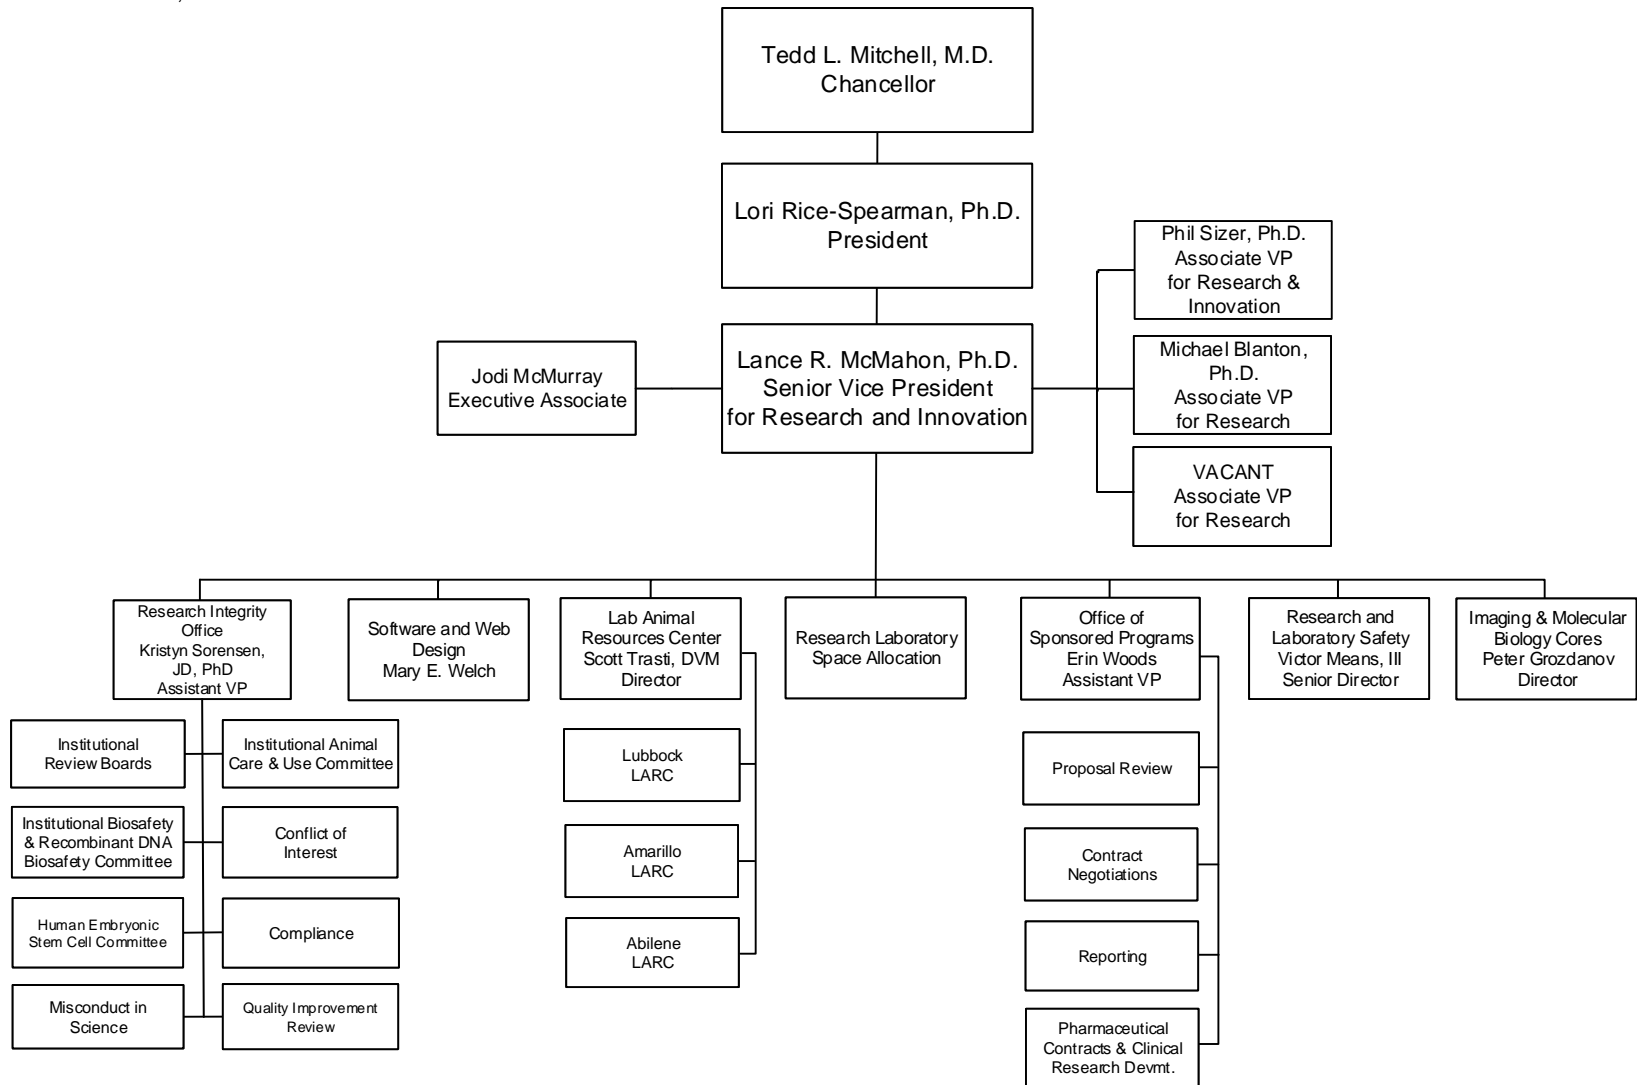 Tedd L. Mitchell, M.D.
Chancellor
Lori Rice-Spearman, Ph.D.
President
Phil Sizer, Ph.D.
Associate VP
for Research &
Innovation
Jodi McMurray
Executive Associate
Lance R. McMahon, Ph.D.
Senior Vice President
for Research and Innovation
Michael Blanton,
Ph.D.
Associate VP
for Research
VACANT
Associate VP
for Research
Research Integrity
Office
Kristyn Sorensen,
JD, PhD
Assistant VP
Software and Web
Design
Mary E. Welch
Lab Animal
Resources Center
Scott Trasti, DVM
Director
Research Laboratory
Space Allocation
Office of
Sponsored Programs
Erin Woods
Assistant VP
Research and
Laboratory Safety
Victor Means, III
Senior Director
Imaging & Molecular
Biology Cores
Peter Grozdanov
Director
Institutional
Review Boards
Institutional Animal
Care & Use Committee
Institutional Biosafety
& Recombinant DNA
Biosafety Committee
Conflict of
Interest
Human Embryonic
Stem Cell Committee
Compliance
Misconduct in
Science
Quality Improvement
Review
Lubbock
LARC
Amarillo
LARC
Abilene
LARC
Proposal Review
Contract
Negotiations
Reporting
Pharmaceutical
Contracts & Clinical
Research Devmt.